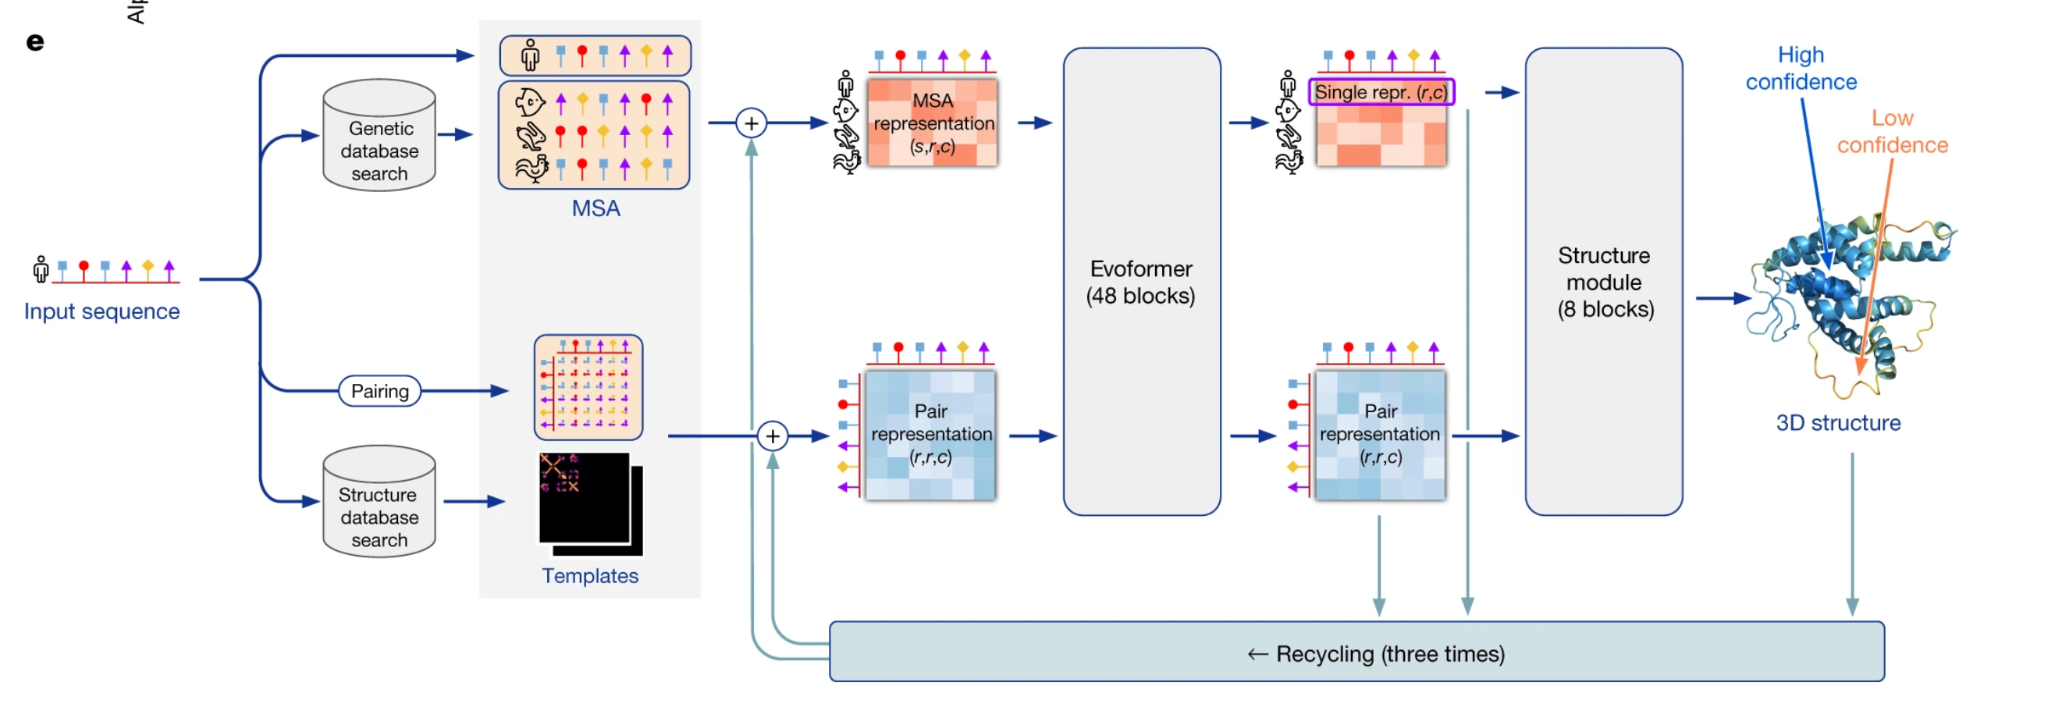 Al
e
Input sequence
Genetic
database
search
Pairing
Structure
database
search
MSA
Templates
+
+
MSA
representation
(s,r,c)
Pair
representation
(r,r,c)
Evoformer
(48 blocks)
Single repr. (r,c)
Pair
representation
(r,r,c)
Structure
module
(8 blocks)
High
confidence
Low
confidence
3D structure
← Recycling (three times)